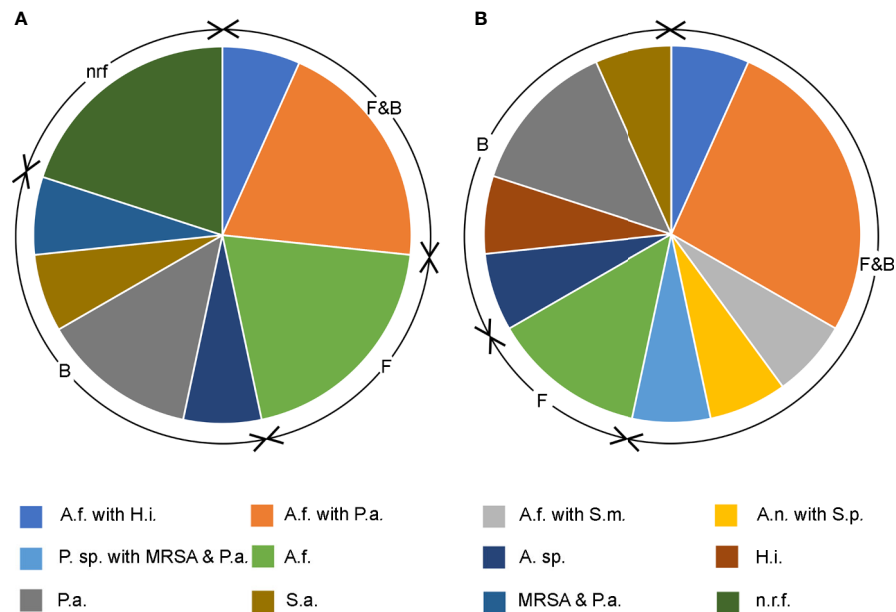 A
B
nrf
F&B
B
F
B
F&B
F
A.f. with H.i.
A.f. with P.a.
A.f. with S.m.
A.n. with S.p.
P. sp. with MRSA & P.a.
A.f.
A. sp.
H.i.
P.a.
S.a.
MRSA & P.a.
n.r.f.